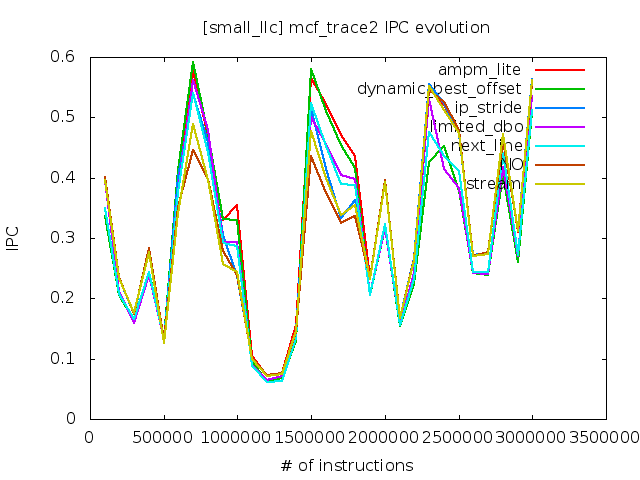 [small_llc] mcf_trace2 IPC evolution
0.6
0.5
0.4
0.3
0.2
0.1
0
IPC
ampm_lite
dynamic_best_offset
ip_stride
limited_dbo
next_line
stream
0
500000
1000000
1500000
2000000
2500000
3000000
3500000
# of instructions